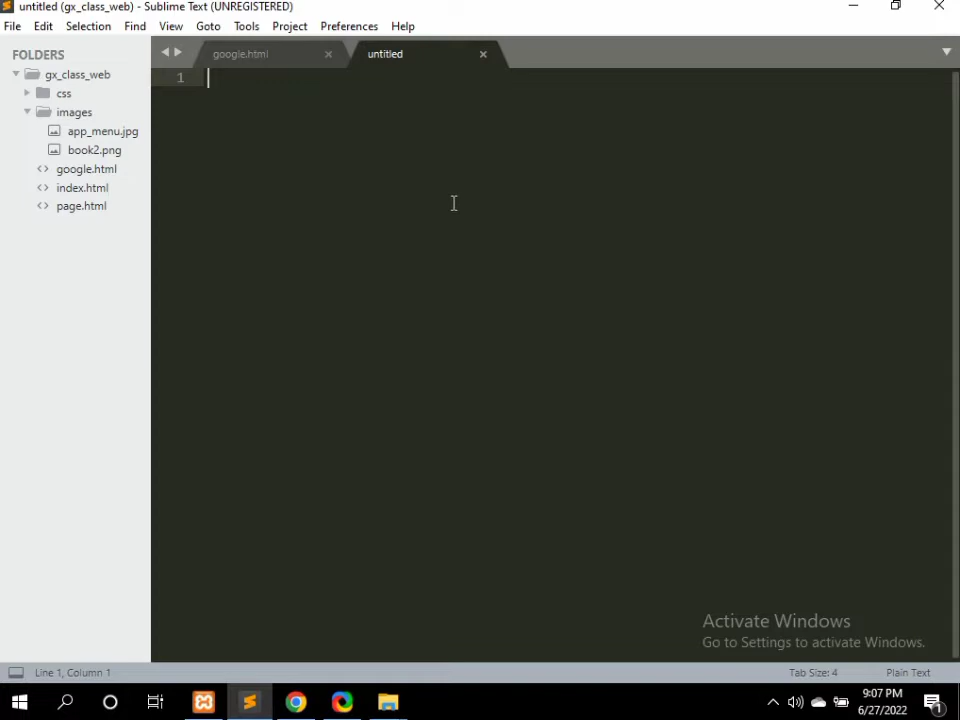 untitled (gx_class_web) - Sublime Text (UNREGISTERED)
File Edit Selection Find View Goto Tools Project Preferences Help
FOLDERS
gx_class_web
css
images
app_menu.jpg
book2.png
google.html
index.html
page.html
google.html untitled
1
Activate Windows
Go to Settings to activate Windows.
Line 1, Column 1 Tab Size: 4 Plain Text
9:07 PM
6/27/2022
1